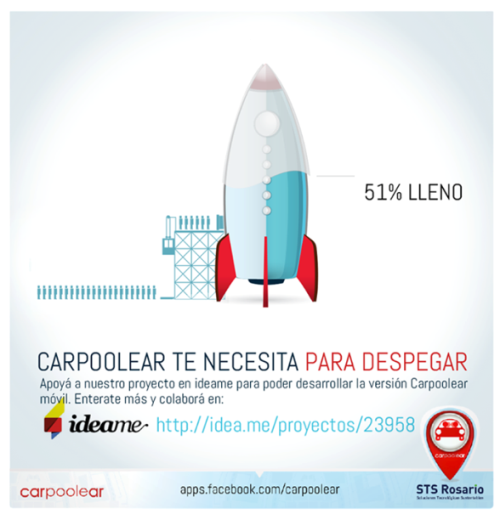 51% LLENO
CARPOOLEAR TE NECESITA PARA DESPEGAR
Apoyá a nuestro proyecto en ideame para poder desarrollar la versión Carpoolear
móvil. Enterate más y colaborá en:
ideame http://idea.me/proyectos/23958
carpoolear
carpoolear apps.facebook.com/carpoolear STS Rosario